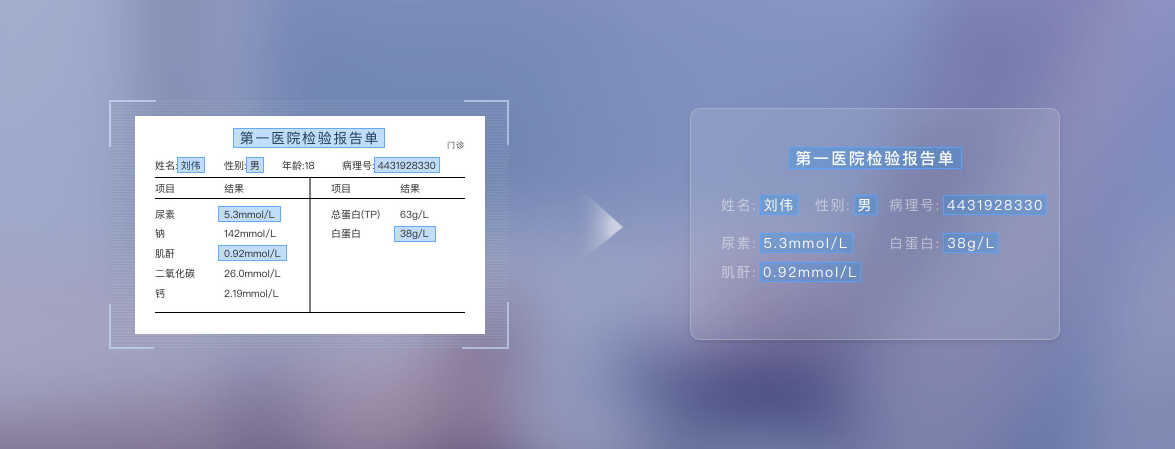 第一医院检验报告单
门诊
姓名:刘伟 性别:男 年龄:18 病理号:4431928330
项目 结果 项目 结果
尿素 5.3mmol/L 总蛋白(TP) 63g/L
钠 142mmol/L 白蛋白 38g/L
肌酐 0.92mmol/L
二氧化碳 26.0mmol/L
钙 2.19mmol/L
第一医院检验报告单
姓名: 刘伟 性别: 男 病理号: 4431928330
尿素: 5.3mmol/L 白蛋白: 38g/L
肌酐: 0.92mmol/L